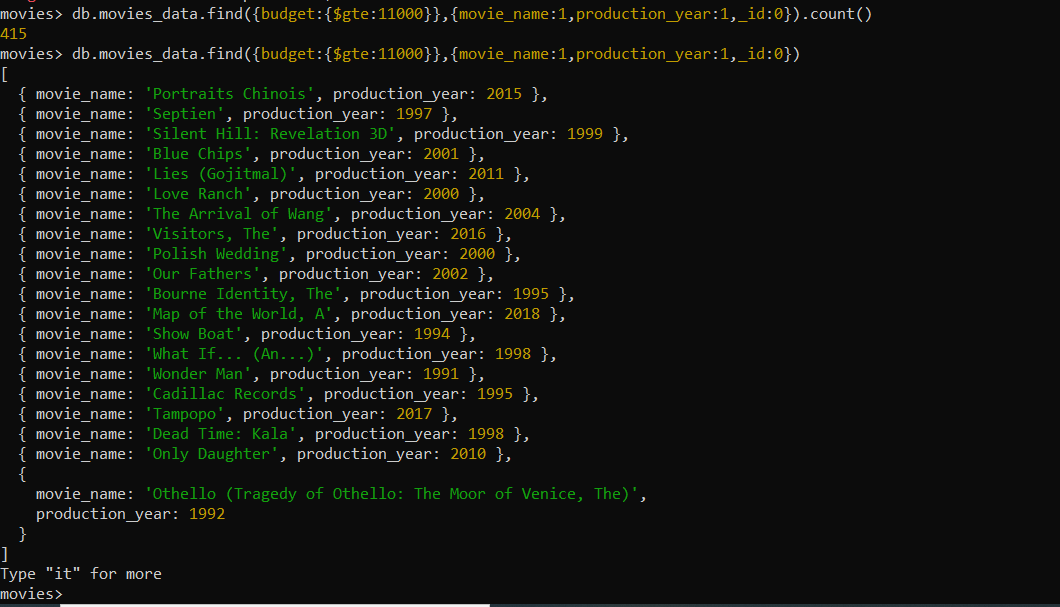 movies> db.movies_data.find({budget:{$gte:11000}},{movie_name:1,production_year:1,_id:0}).count()
415
movies> db.movies_data.find({budget:{$gte:11000}},{movie_name:1,production_year:1,_id:0})
[
  { movie_name: 'Portraits Chinois', production_year: 2015 },
  { movie_name: 'Septien', production_year: 1997 },
  { movie_name: 'Silent Hill: Revelation 3D', production_year: 1999 },
  { movie_name: 'Blue Chips', production_year: 2001 },
  { movie_name: 'Lies (Gojitmal)', production_year: 2011 },
  { movie_name: 'Love Ranch', production_year: 2000 },
  { movie_name: 'The Arrival of Wang', production_year: 2004 },
  { movie_name: 'Visitors, The', production_year: 2016 },
  { movie_name: 'Polish Wedding', production_year: 2000 },
  { movie_name: 'Our Fathers', production_year: 2002 },
  { movie_name: 'Bourne Identity, The', production_year: 1995 },
  { movie_name: 'Map of the World, A', production_year: 2018 },
  { movie_name: 'Show Boat', production_year: 1994 },
  { movie_name: 'What If... (An...)', production_year: 1998 },
  { movie_name: 'Wonder Man', production_year: 1991 },
  { movie_name: 'Cadillac Records', production_year: 1995 },
  { movie_name: 'Tampopo', production_year: 2017 },
  { movie_name: 'Dead Time: Kala', production_year: 1998 },
  { movie_name: 'Only Daughter', production_year: 2010 },
  {
    movie_name: 'Othello (Tragedy of Othello: The Moor of Venice, The)',
    production_year: 1992
  }
]
Type "it" for more
movies>